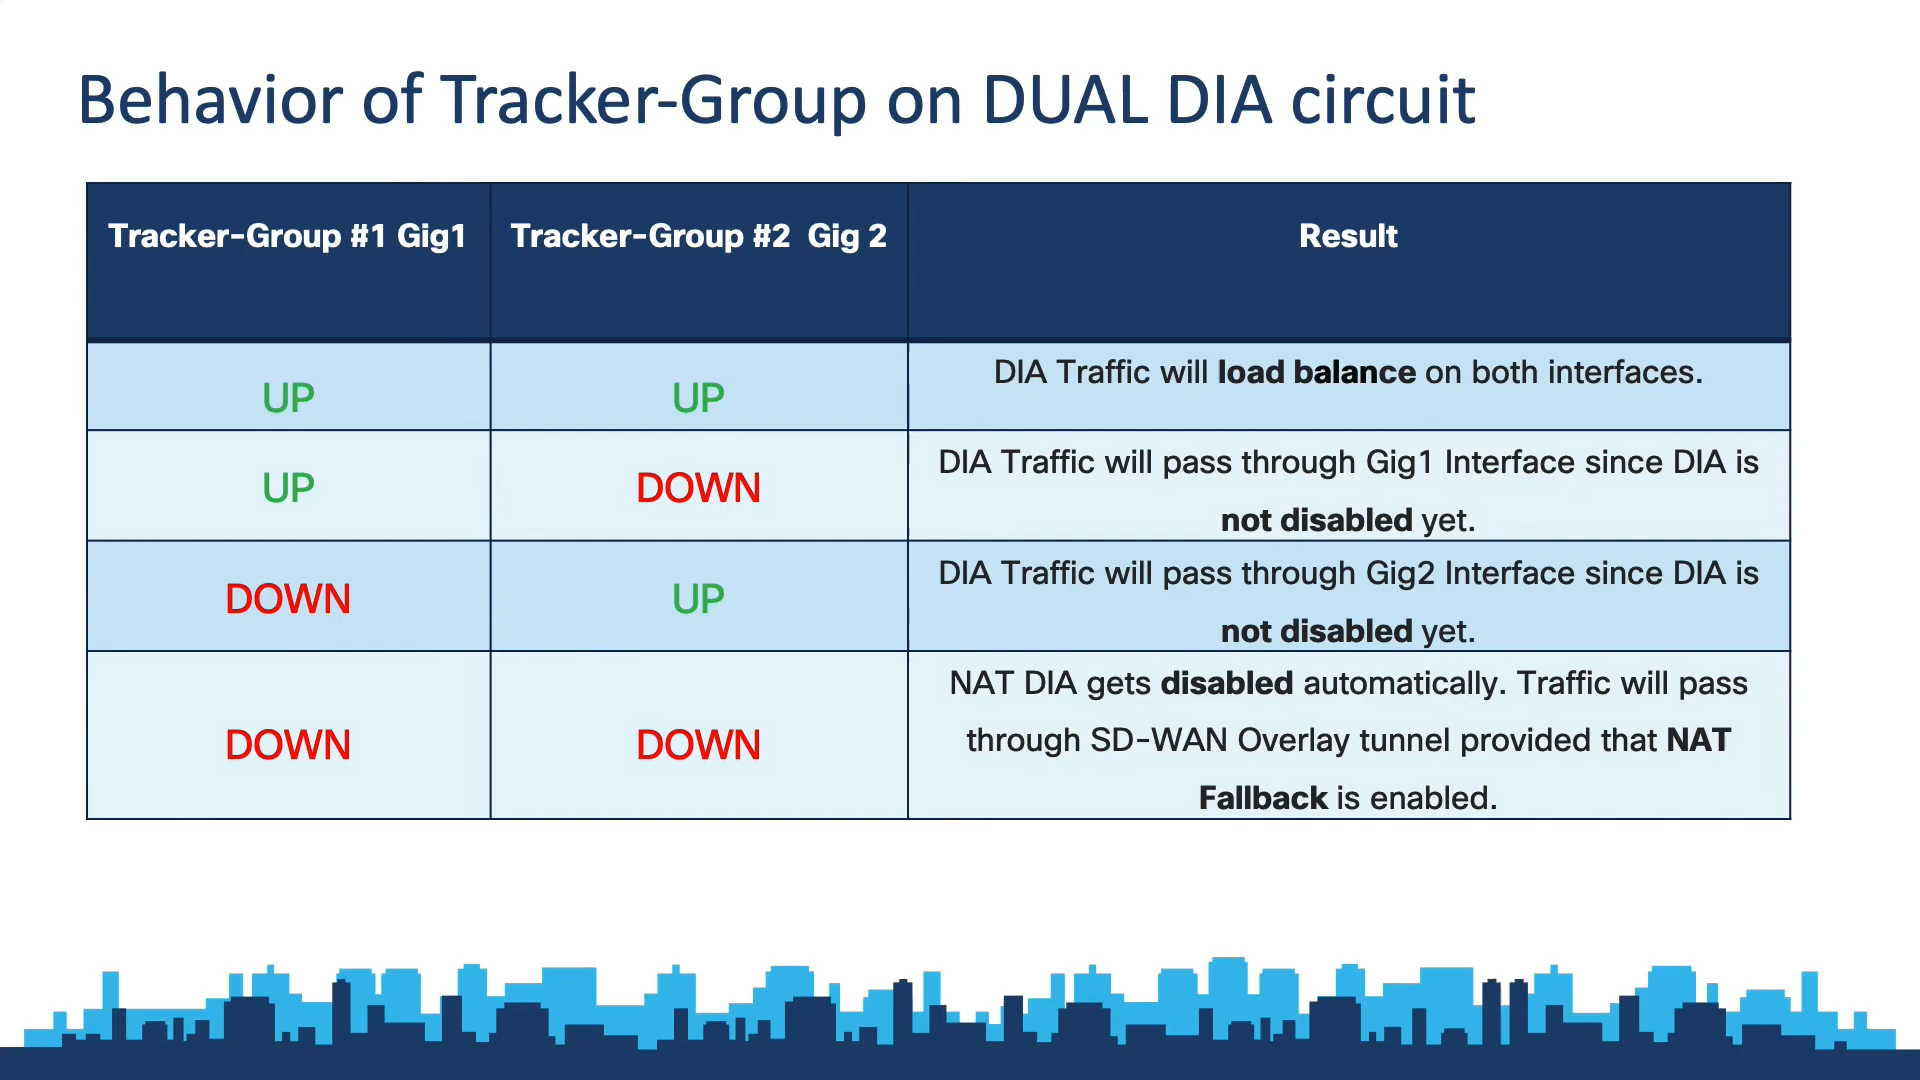 Behavior of Tracker-Group on DUAL DIA circuit
Tracker-Group #1 Gig1
Tracker-Group #2 Gig 2
Result
UP
UP
DIA Traffic will load balance on both interfaces.
UP
DOWN
DIA Traffic will pass through Gig1 Interface since DIA is
not disabled yet.
DOWN
UP
DIA Traffic will pass through Gig2 Interface since DIA is
not disabled yet.
DOWN
DOWN
NAT DIA gets disabled automatically. Traffic will pass
through SD-WAN Overlay tunnel provided that NAT
Fallback is enabled.